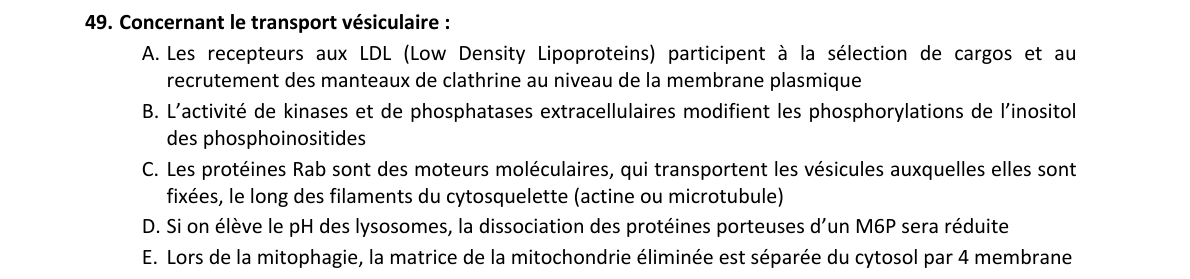 49. Concernant le transport vésiculaire :
A. Les recepteurs aux LDL (Low Density Lipoproteins) participent à la sélection de cargos et au
recrutement des manteaux de clathrine au niveau de la membrane plasmique
B. L’activité de kinases et de phosphatases extracellulaires modifient les phosphorylations de l’inositol
des phosphoinositides
C. Les protéines Rab sont des moteurs moléculaires, qui transportent les vésicules auxquelles elles sont
fixées, le long des filaments du cytosquelette (actine ou microtubule)
D. Si on élève le pH des lysosomes, la dissociation des protéines porteuses d’un M6P sera réduite
E. Lors de la mitophagie, la matrice de la mitochondrie éliminée est séparée du cytosol par 4 membrane